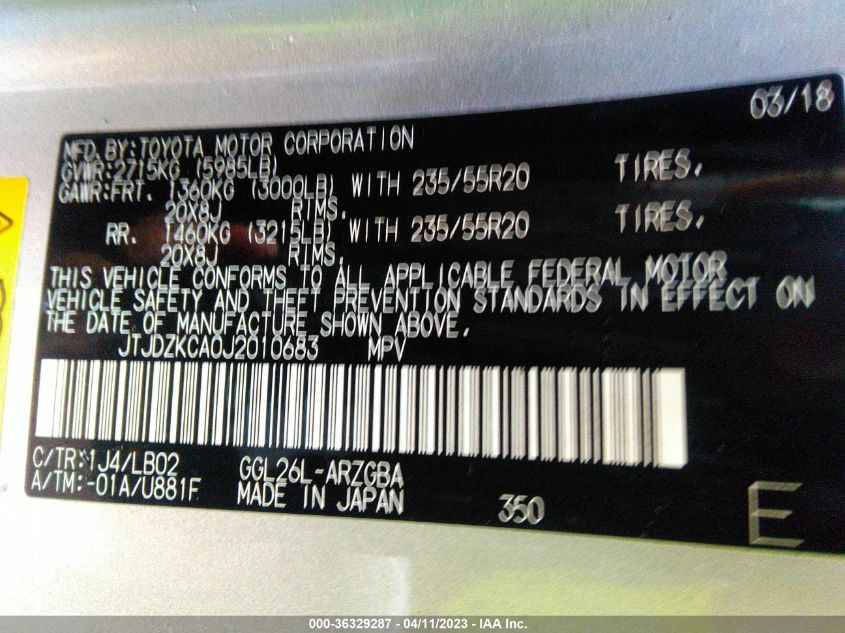 03/18
MFD.BY:TOYOTA MOTOR CORPORATION
GVWR:2715KG (5985LB)
GAWR:FRT. 1360KG (3000LB) WITH 235/55R20 TIRES,
20X8J RIMS.
RR. 1460KG (3215LB) WITH 235/55R20 TIRES,
20X8J RIMS.
THIS VEHICLE CONFORMS TO ALL APPLICABLE FEDERAL MOTOR
VEHICLE SAFETY AND THEFT PREVENTION STANDARDS IN EFFECT ON
THE DATE OF MANUFACTURE SHOWN ABOVE.
JTJDZKCA0J2010683 MPV
C/TR:1J4/LB02 GGL26L-ARZGBA
A/TM:-01A/U881F MADE IN JAPAN 350
E
000-36329287 - 04/11/2023 - IAA Inc.